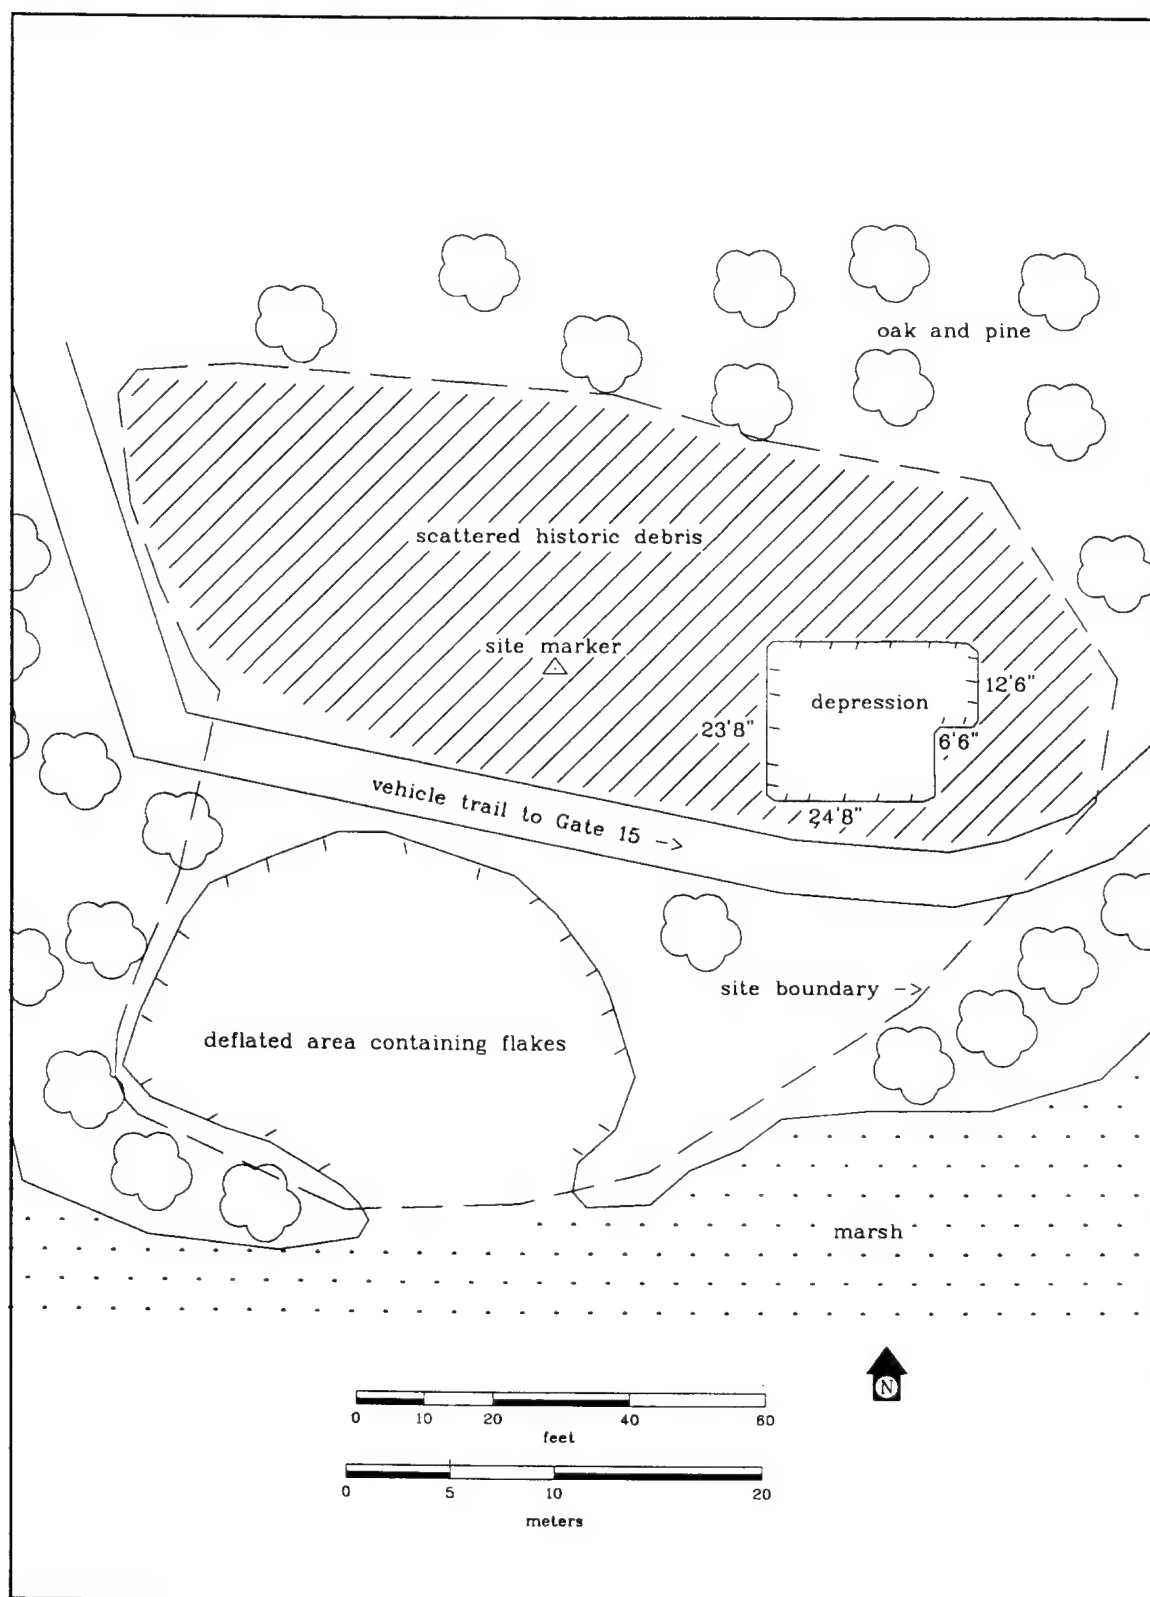 oak and pine
scattered historic debris
site marker
depression
12'6"
23'8"
6'6"
24'8"
vehicle trail to Gate 15 ->
site boundary ->
deflated area containing flakes
marsh
N
0 10 20 40 60
feet
0 5 10 20
meters